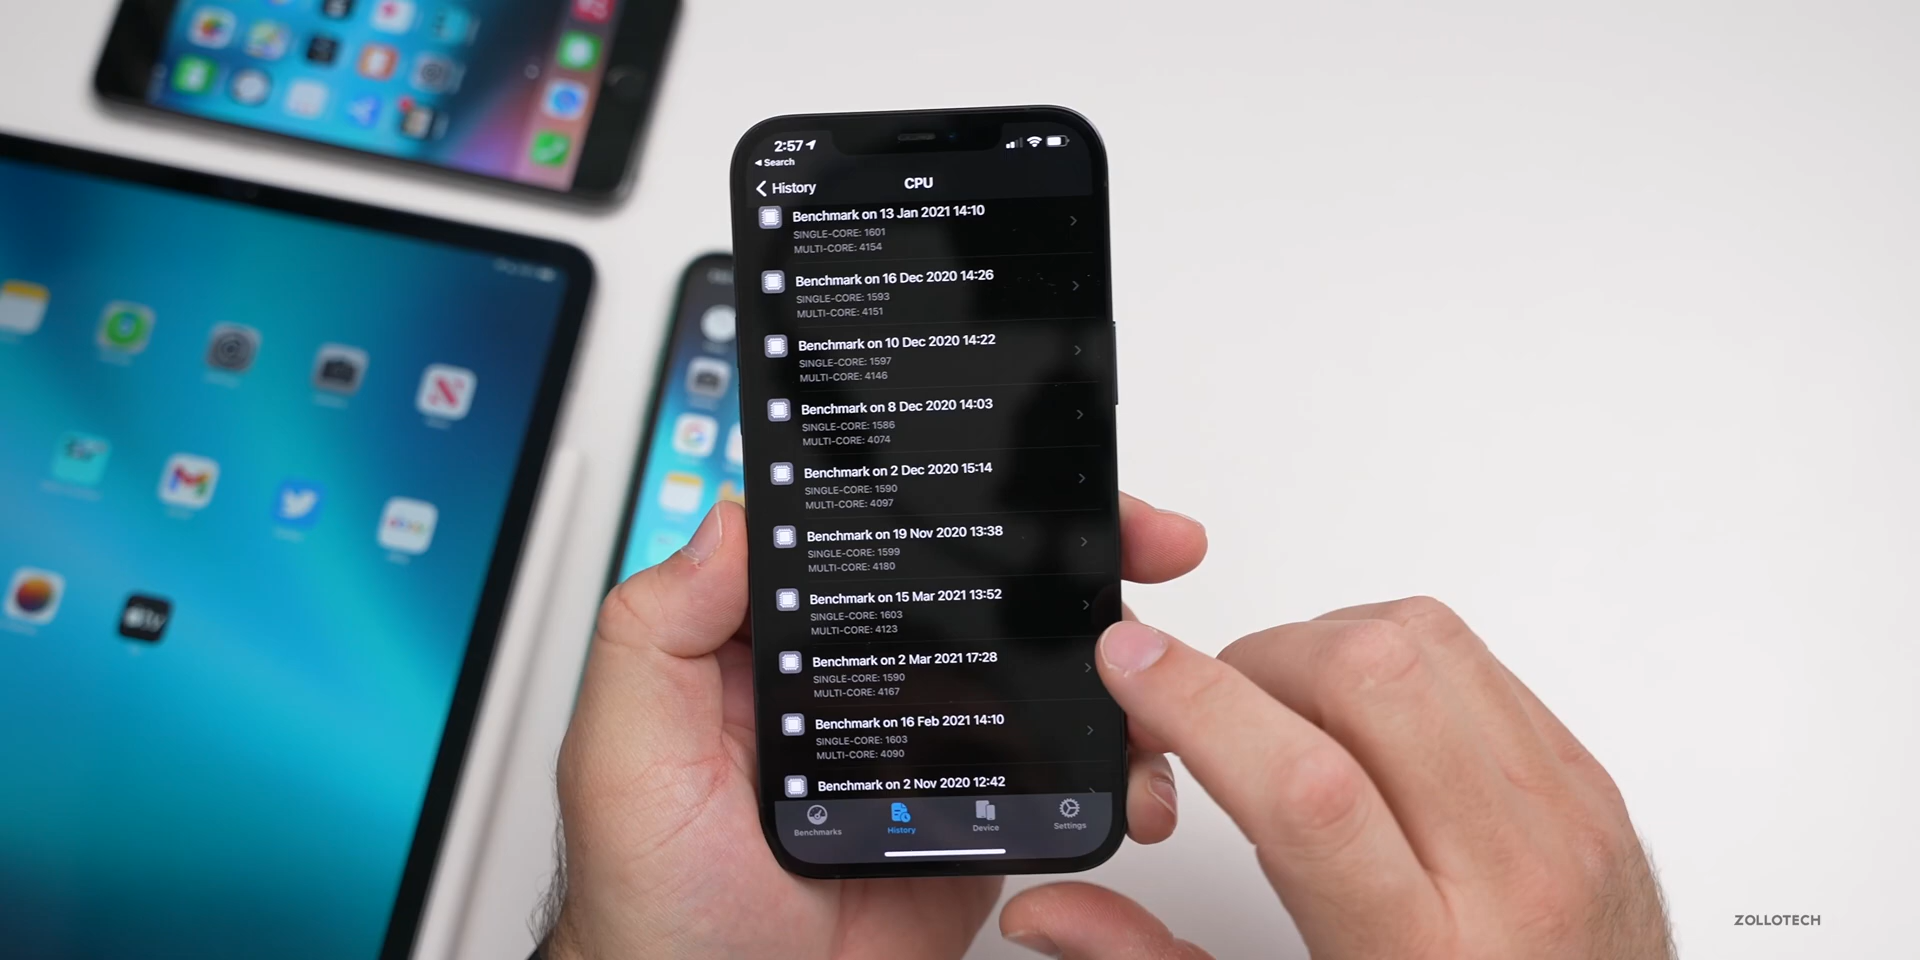 2:57
Search
History
CPU
Benchmark on 13 Jan 2021 14:10
SINGLE-CORE: 1601
MULTI-CORE: 4154
Benchmark on 16 Dec 2020 14:26
SINGLE-CORE: 1593
MULTI-CORE: 4151
Benchmark on 10 Dec 2020 14:22
SINGLE-CORE: 1597
MULTI-CORE: 4146
Benchmark on 8 Dec 2020 14:03
SINGLE-CORE: 1586
MULTI-CORE: 4074
Benchmark on 2 Dec 2020 15:14
SINGLE-CORE: 1590
MULTI-CORE: 4097
Benchmark on 19 Nov 2020 13:38
SINGLE-CORE: 1599
MULTI-CORE: 4180
Benchmark on 15 Mar 2021 13:52
SINGLE-CORE: 1603
MULTI-CORE: 4123
Benchmark on 2 Mar 2021 17:28
SINGLE-CORE: 1590
MULTI-CORE: 4167
Benchmark on 16 Feb 2021 14:10
SINGLE-CORE: 1603
MULTI-CORE: 4090
Benchmark on 2 Nov 2020 12:42
Benchmarks
History
Device
Settings
ZOLLOTECH